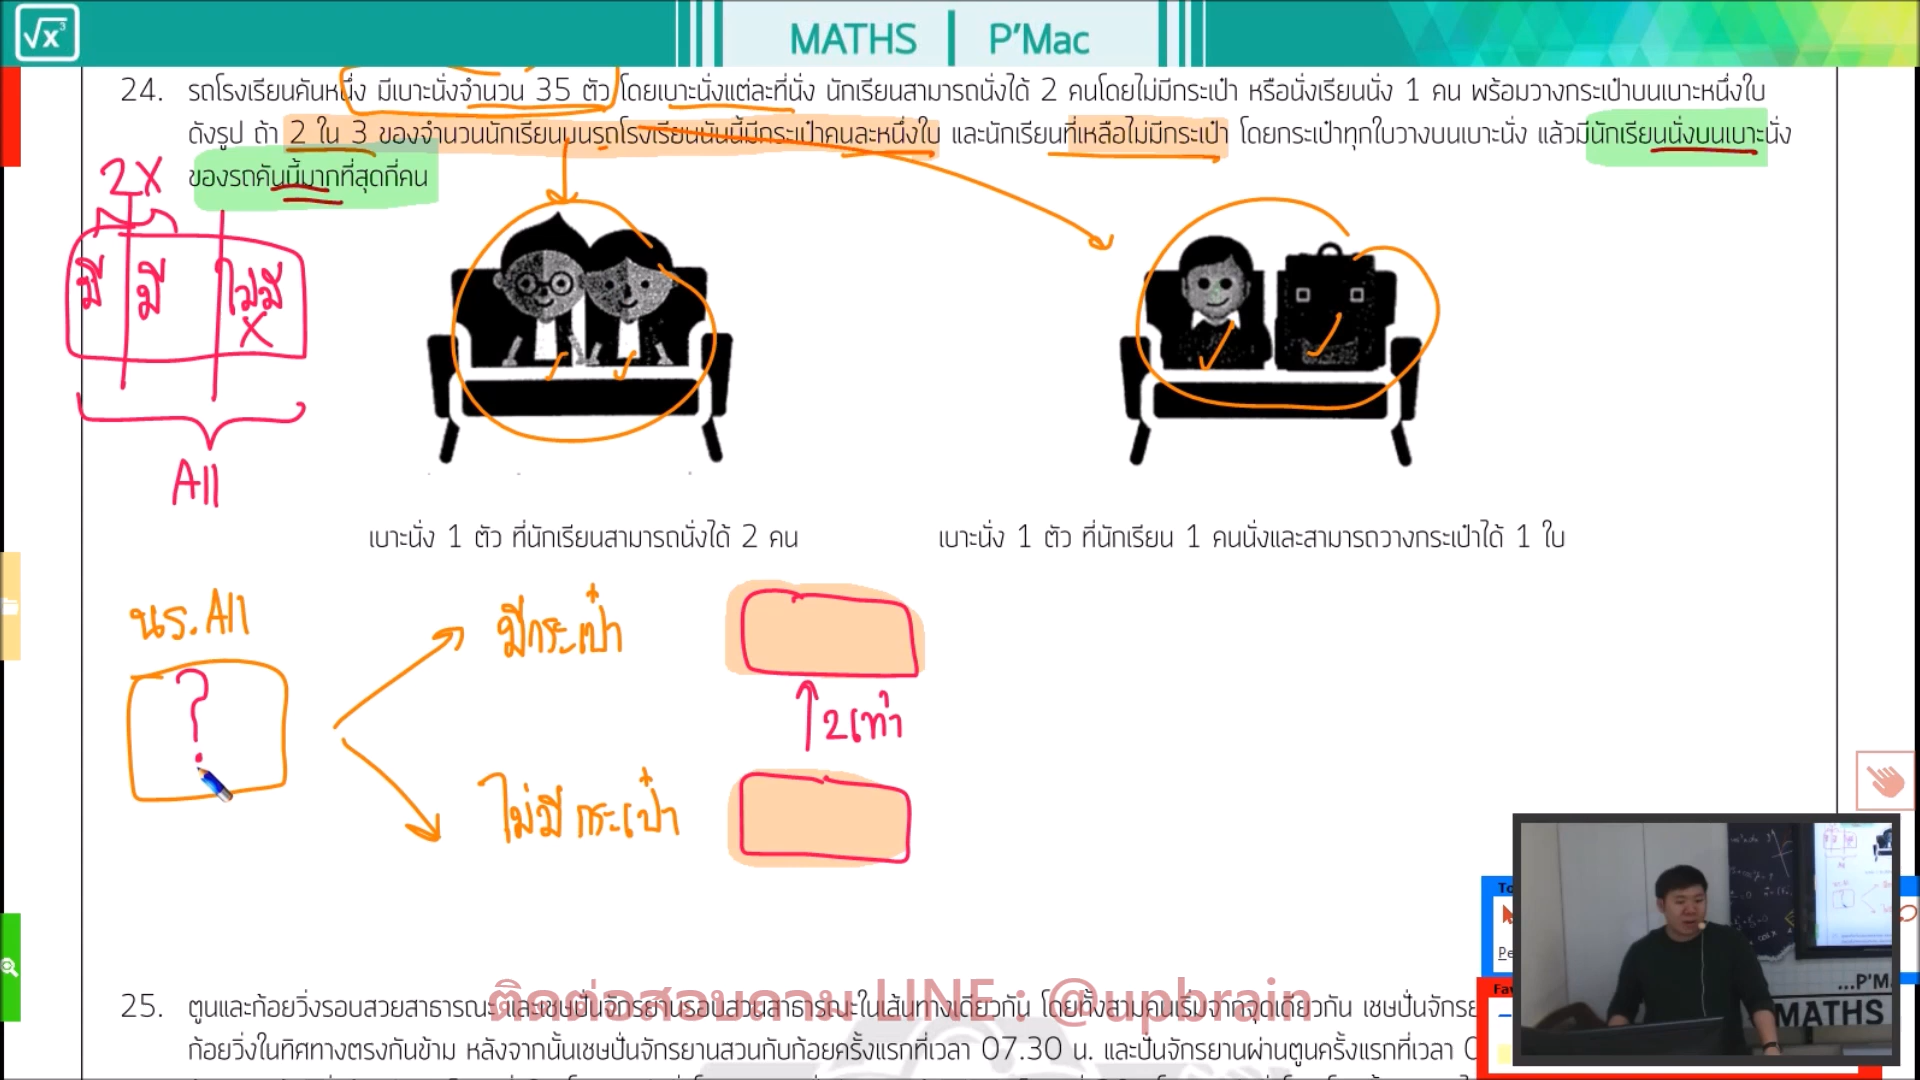 √x³
MATHS | P’Mac
24. รถโรงเรียนคันหนึ่ง มีเบาะนั่งจำนวน 35 ตัว โดยเบาะนั่งแต่ละที่นั่ง นักเรียนสามารถนั่งได้ 2 คนโดยไม่มีกระเป๋า หรือนั่งเรียนนั่ง 1 คน พร้อมวางกระเป๋าบนเบาะหนึ่งใบ
ดังรูป ถ้า 2 ใน 3 ของจำนวนนักเรียนบนรถโรงเรียนนันนี้มีกระเป๋าคนละหนึ่งใบ และนักเรียนที่เหลือไม่มีกระเป๋า โดยกระเป๋าทุกใบวางบนเบาะนั่ง แล้วมีนักเรียนนั่งบนเบาะนั่ง
ของรถคันนี้มากที่สุดกี่คน
2X
มี มี ไม่มี
X
All
เบาะนั่ง 1 ตัว ที่นักเรียนสามารถนั่งได้ 2 คน
เบาะนั่ง 1 ตัว ที่นักเรียน 1 คนนั่งและสามารถวางกระเป๋าได้ 1 ใบ
นร. All
มีกระเป๋า
?
2เท่า
ไม่มีกระเป๋า
ติดต่อสอบถาม LINE : @upbrain
25. ตูนและก้อยวิ่งรอบสวยสาธารณะ และเชษปั่นจักรยานรอบสวนสาธารณะในเส้นทางเดียวกัน โดยทั้งสามคนเริ่มจากจุดเดียวกัน เชษปั่นจักรย
ก้อยวิ่งในทิศทางตรงกันข้าม หลังจากนั้นเชษปั่นจักรยานสวนกับก้อยครั้งแรกที่เวลา 07.30 น. และปั่นจักรยานผ่านตูนครั้งแรกที่เวลา 0
To
Pe
Fav
...P'M
MATHS